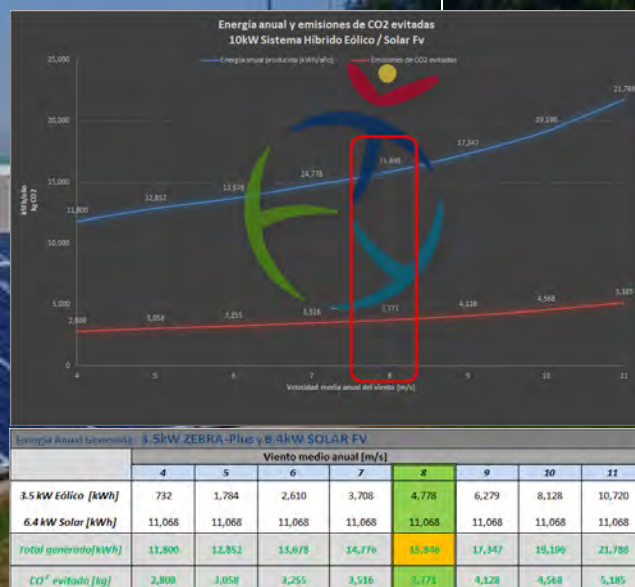 Energía anual y emisiones de CO2 evitadas
10kW Sistema Híbrido Eólico / Solar Fv
Energía anual producida [kWh/año] Emisiones de CO2 evitadas
25,000
20,000
15,000
10,000
5,000
0
kWh/año
kg CO2
11,800 12,852 13,678 14,776 15,846 17,347 19,196 21,788
2,808 3,058 3,255 3,516 3,771 4,128 4,568 5,185
4 5 6 7 8 9 10 11
Velocidad media anual del viento [m/s]
Energía Anual Generada: 3.5kW ZEBRA-Plus y 6.4kW SOLAR FV
Viento medio anual [m/s]
4 5 6 7 8 9 10 11
3.5 kW Eólico [kWh] 732 1,784 2,610 3,708 4,778 6,279 8,128 10,720
6.4 kW Solar [kWh] 11,068 11,068 11,068 11,068 11,068 11,068 11,068 11,068
Total generado[kWh] 11,800 12,852 13,678 14,776 15,846 17,347 19,196 21,788
CO² evitado [kg] 2,808 3,058 3,255 3,516 3,771 4,128 4,568 5,185